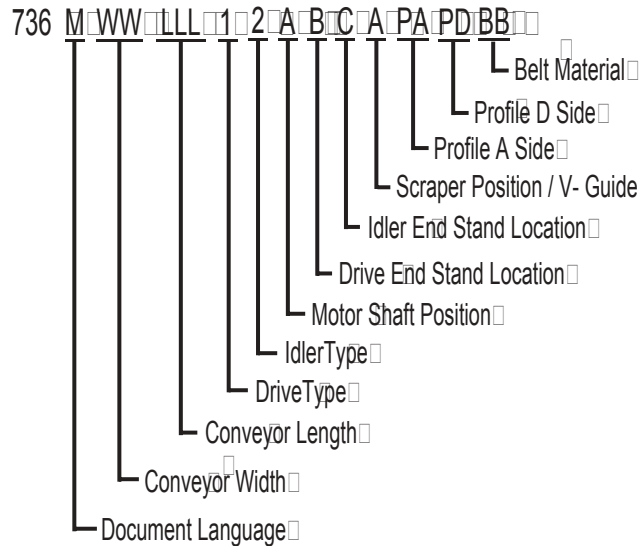 736 M WW LLL 1 2 A B C A PA PD BB
Belt Material
Profile D Side
Profile A Side
Scraper Position / V- Guide
Idler End Stand Location
Drive End Stand Location
Motor Shaft Position
IdlerType
DriveType
Conveyor Length
Conveyor Width
Document Language